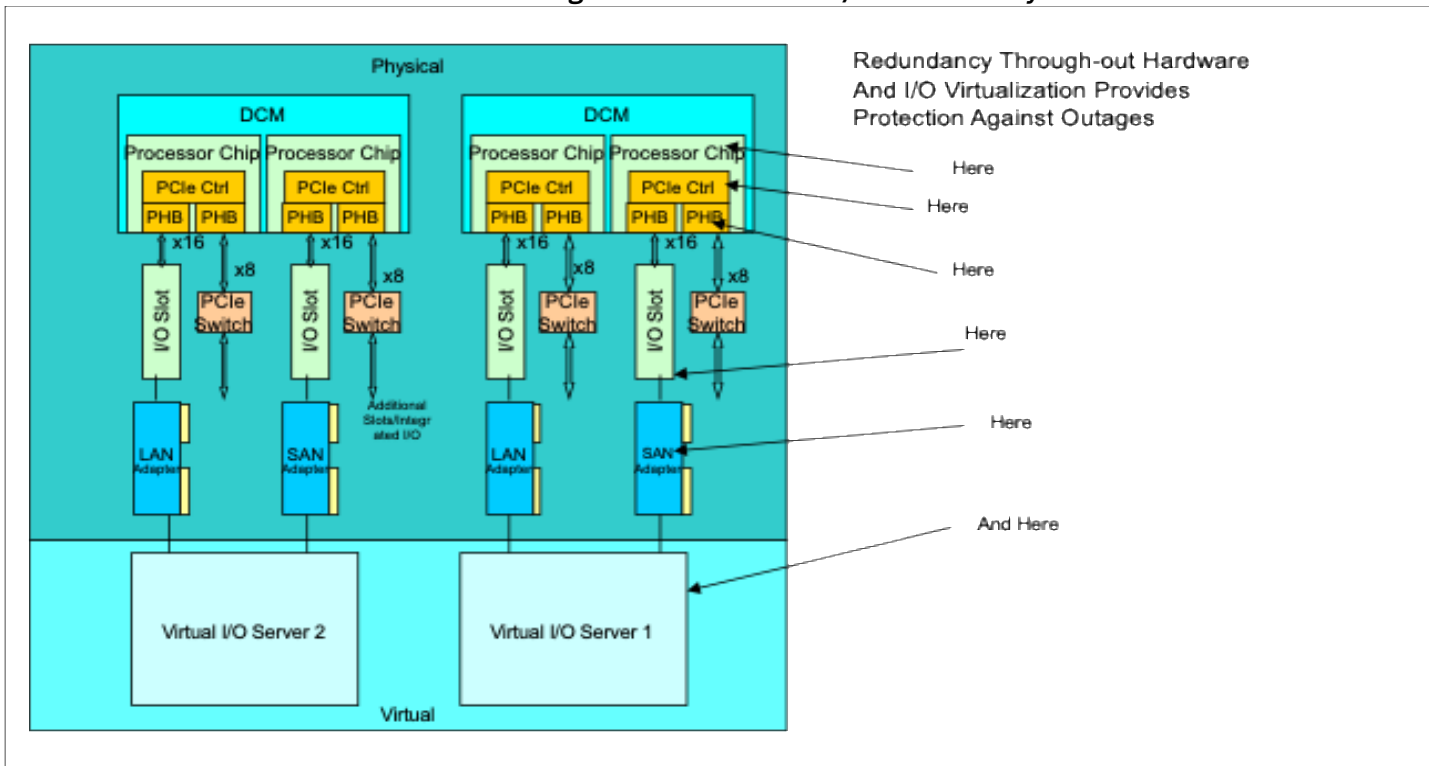 Physical
Redundancy Through-out Hardware
And I/O Virtualization Provides
Protection Against Outages
DCM
DCM
Processor Chip
Processor Chip
Processor Chip
Processor Chip
Here
PCIe Ctrl
PCIe Ctrl
PCIe Ctrl
PCIe Ctrl
Here
PHB
PHB
PHB
PHB
PHB
PHB
PHB
PHB
x16
x16
x16
x16
x8
x8
x8
x8
Here
I/O Slot
PCIe
Switch
I/O Slot
PCIe
Switch
I/O Slot
PCIe
Switch
I/O Slot
PCIe
Switch
Here
Additional
Slots/Integr
ated I/O
LAN
Adapter
SAN
Adapter
LAN
Adapter
SAN
Adapter
Here
And Here
Virtual I/O Server 2
Virtual I/O Server 1
Virtual